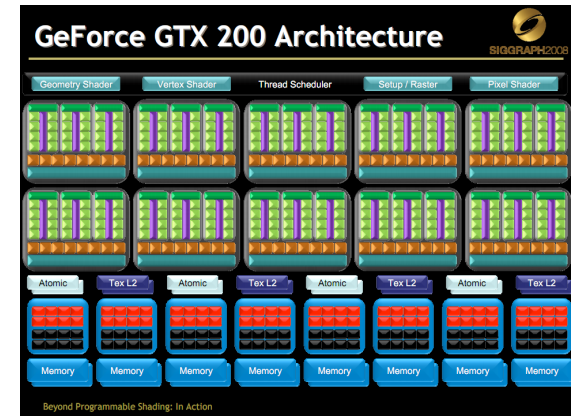 GeForce GTX 200 Architecture
SIGGRAPH2008
Geometry Shader Vertex Shader Thread Scheduler Setup / Raster Pixel Shader
Atomic Tex L2 Atomic Tex L2 Atomic Tex L2 Atomic Tex L2
Memory Memory Memory Memory Memory Memory Memory Memory
Beyond Programmable Shading: In Action